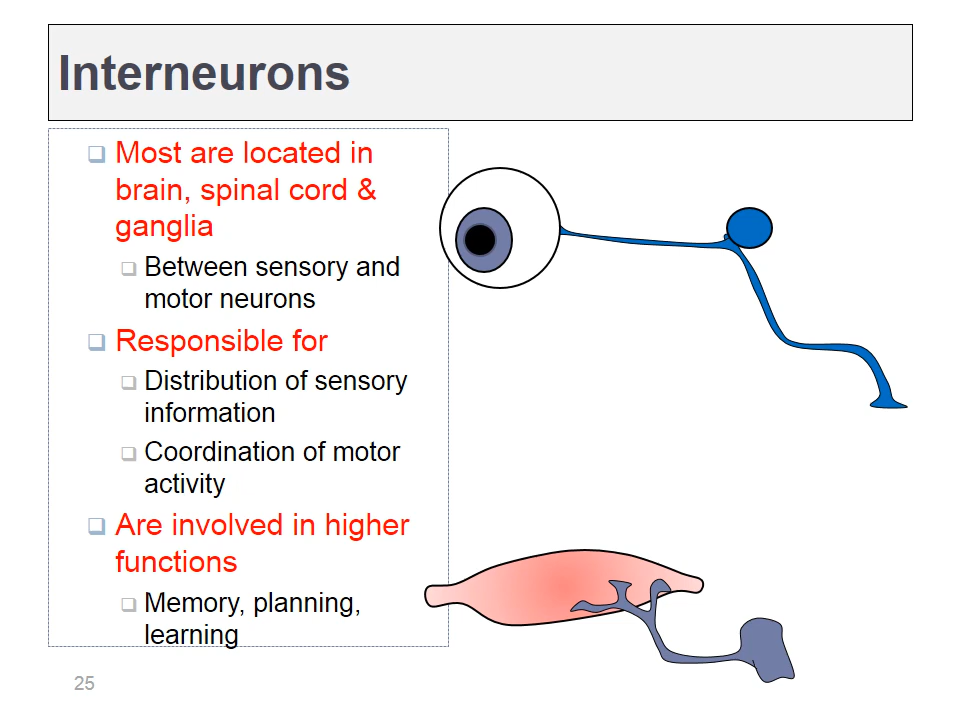 Interneurons
Most are located in
brain, spinal cord &
ganglia
Between sensory and
motor neurons
Responsible for
Distribution of sensory
information
Coordination of motor
activity
Are involved in higher
functions
Memory, planning,
learning
25